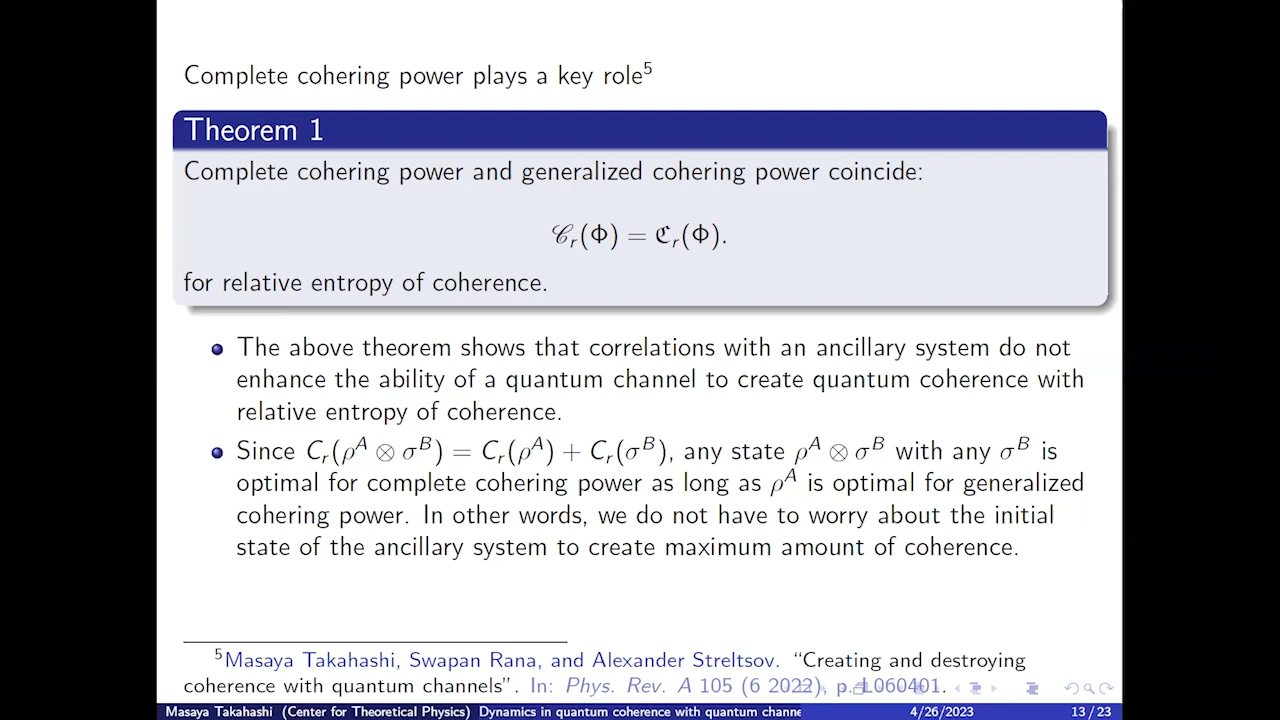 Complete cohering power plays a key role⁵
Theorem 1
Complete cohering power and generalized cohering power coincide:
𝒞ᵣ(Φ) = ℭᵣ(Φ).
for relative entropy of coherence.
The above theorem shows that correlations with an ancillary system do not
enhance the ability of a quantum channel to create quantum coherence with
relative entropy of coherence.
Since Cᵣ(ρᴬ ⊗ σᴮ) = Cᵣ(ρᴬ) + Cᵣ(σᴮ), any state ρᴬ ⊗ σᴮ with any σᴮ is
optimal for complete cohering power as long as ρᴬ is optimal for generalized
cohering power. In other words, we do not have to worry about the initial
state of the ancillary system to create maximum amount of coherence.
⁵Masaya Takahashi, Swapan Rana, and Alexander Streltsov. “Creating and destroying
coherence with quantum channels”. In: Phys. Rev. A 105 (6 2022), p. L060401.
Masaya Takahashi (Center for Theoretical Physics) Dynamics in quantum coherence with quantum channe 4/26/2023 13 / 23